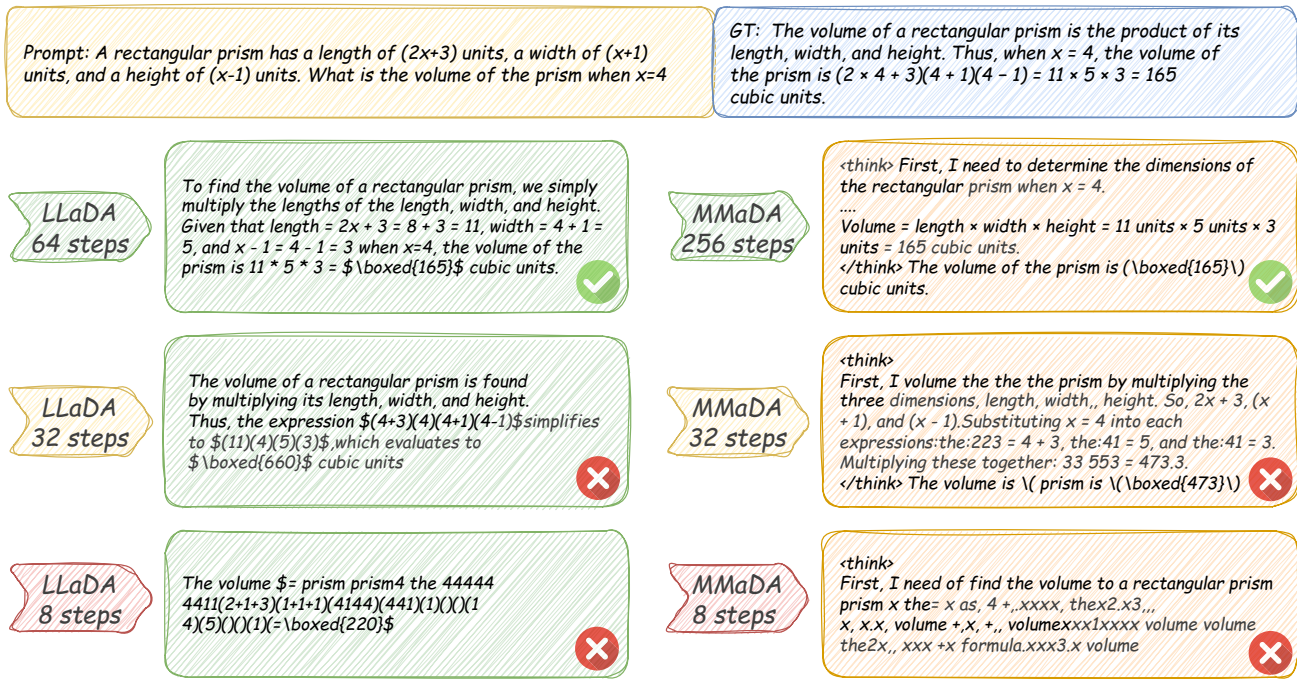 Prompt: A rectangular prism has a length of (2x+3) units, a width of (x+1)
units, and a height of (x-1) units. What is the volume of the prism when x=4
GT:  The volume of a rectangular prism is the product of its
length, width, and height. Thus, when x = 4, the volume of
the prism is (2 × 4 + 3)(4 + 1)(4 − 1) = 11 × 5 × 3 = 165
cubic units.
LLaDA
64 steps
To find the volume of a rectangular prism, we simply
multiply the lengths of the length, width, and height.
Given that length = 2x + 3 = 8 + 3 = 11, width = 4 + 1 =
5, and x - 1 = 4 - 1 = 3 when x=4, the volume of the
prism is 11 * 5 * 3 = $\boxed{165}$ cubic units.
MMaDA
256 steps
<think> First, I need to determine the dimensions of
the rectangular prism when x = 4.
....
Volume = length × width × height = 11 units × 5 units × 3
units = 165 cubic units.
</think> The volume of the prism is (\boxed{165}\)
cubic units.
LLaDA
32 steps
The volume of a rectangular prism is found
by multiplying its length, width, and height.
Thus, the expression $(4+3)(4)(4+1)(4-1)$simplifies
to $(11)(4)(5)(3)$,which evaluates to
$\boxed{660}$ cubic units
MMaDA
32 steps
<think>
First, I volume the the the prism by multiplying the
three dimensions, length, width,, height. So, 2x + 3, (x
+ 1), and (x - 1).Substituting x = 4 into each
expressions:the:223 = 4 + 3, the:41 = 5, and the:41 = 3.
Multiplying these together: 33 553 = 473.3.
</think> The volume is \( prism is \(\boxed{473}\)
LLaDA
8 steps
The volume $= prism prism4 the 44444
4411(2+1+3)(1+1+1)(4144)(441)(1)()()(1
4)(5)()()(1)(=\boxed{220}$
MMaDA
8 steps
<think>
First, I need of find the volume to a rectangular prism
prism x the= x as, 4 +,.xxxx, thex2.x3,,,
x, x.x, volume +,x, +,, volumexxx1xxxx volume volume
the2x,, xxx +x formula.xxx3.x volume